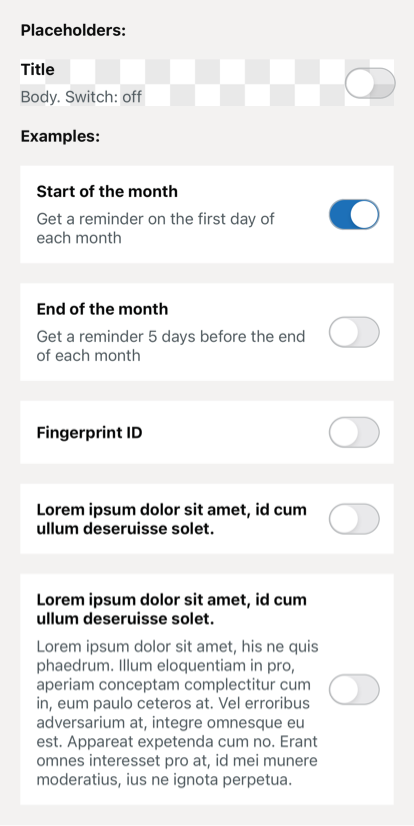 Placeholders:
Title
Body. Switch: off
Examples:
Start of the month
Get a reminder on the first day of
each month
End of the month
Get a reminder 5 days before the end
of each month
Fingerprint ID
Lorem ipsum dolor sit amet, id cum
ullum deseruisse solet.
Lorem ipsum dolor sit amet, id cum
ullum deseruisse solet.
Lorem ipsum dolor sit amet, his ne quis
phaedrum. Illum eloquentiam in pro,
aperiam conceptam complectitur cum
in, eum paulo ceteros at. Vel erroribus
adversarium at, integre omnesque eu
est. Appareat expetenda cum no. Erant
omnes interesset pro at, id mei munere
moderatius, ius ne ignota perpetua.